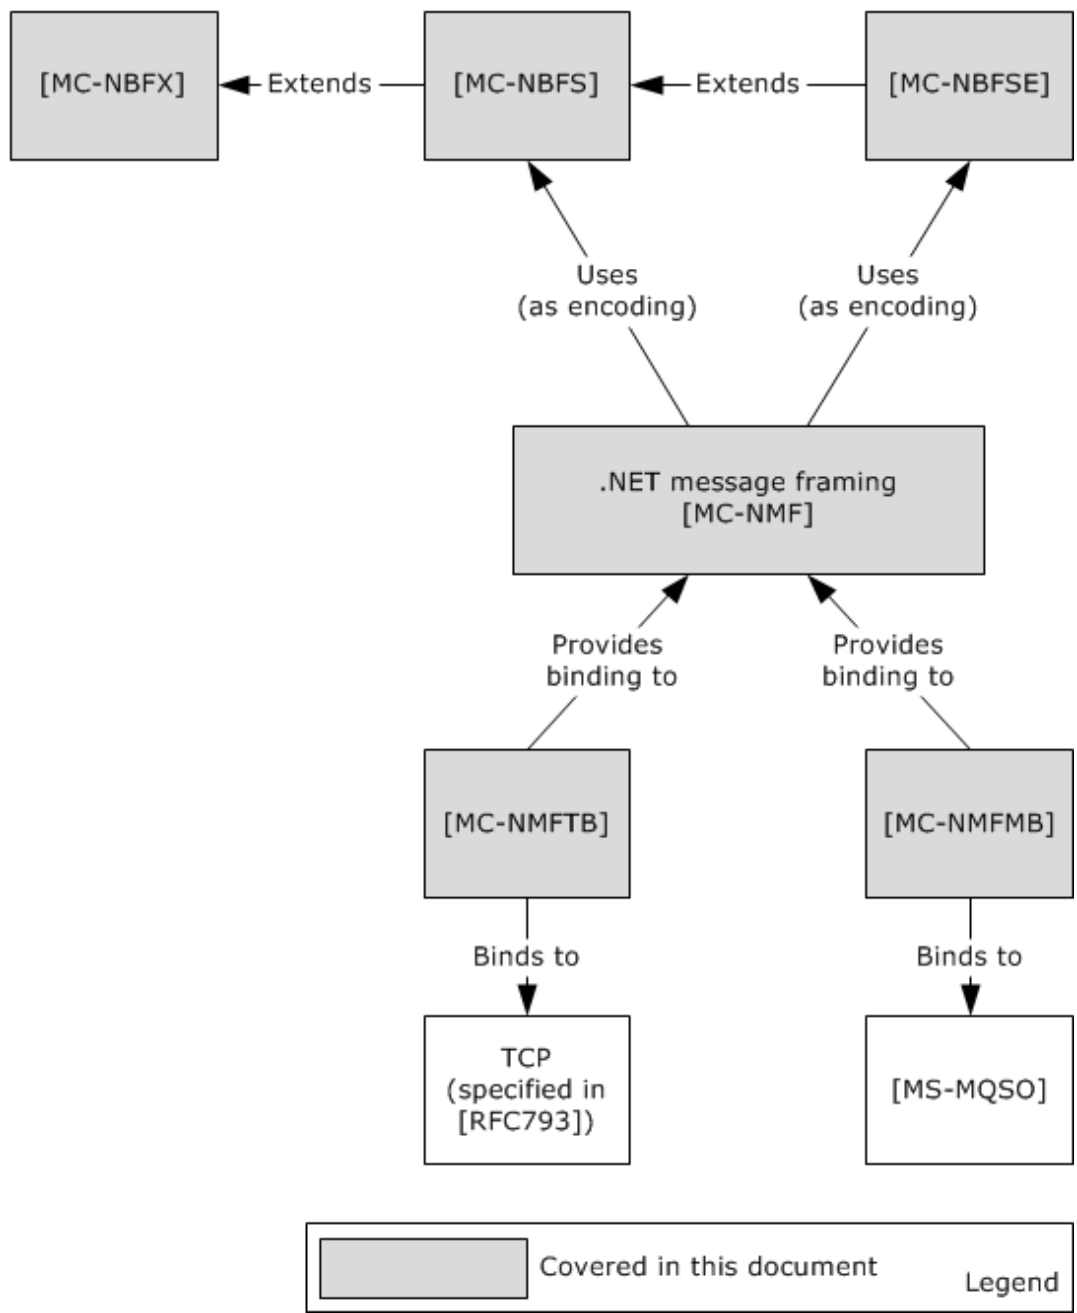 [MC-NBFX]
Extends
[MC-NBFS]
Extends
[MC-NBFSE]
Uses
(as encoding)
Uses
(as encoding)
.NET message framing
[MC-NMF]
Provides
binding to
Provides
binding to
[MC-NMFTB]
[MC-NMFMB]
Binds to
Binds to
TCP
(specified in
[RFC793])
[MS-MQSO]
Covered in this document
Legend